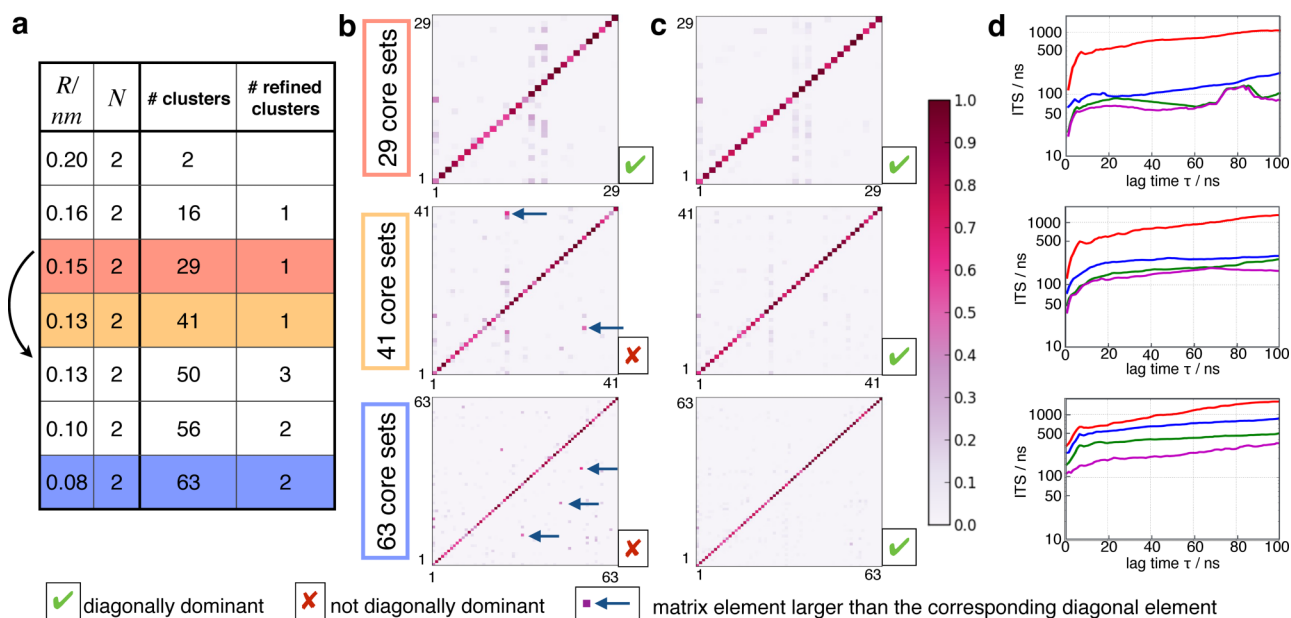 a
R/ nm N # clusters # refined clusters
0.20 2 2
0.16 2 16 1
0.15 2 29 1
0.13 2 41 1
0.13 2 50 3
0.10 2 56 2
0.08 2 63 2
b
29 core sets
29
1
1 29
41 core sets
41
1
1 41
63 core sets
63
1
1 63
c
29
1
1 29
41
1
1 41
63
1
1 63
1.0
0.9
0.8
0.7
0.6
0.5
0.4
0.3
0.2
0.1
0.0
d
ITS / ns
1000
500
100
50
10
0 20 40 60 80 100
lag time τ / ns
ITS / ns
1000
500
100
50
10
0 20 40 60 80 100
lag time τ / ns
ITS / ns
1000
500
100
50
10
0 20 40 60 80 100
lag time τ / ns
✔ diagonally dominant
✘ not diagonally dominant
matrix element larger than the corresponding diagonal element